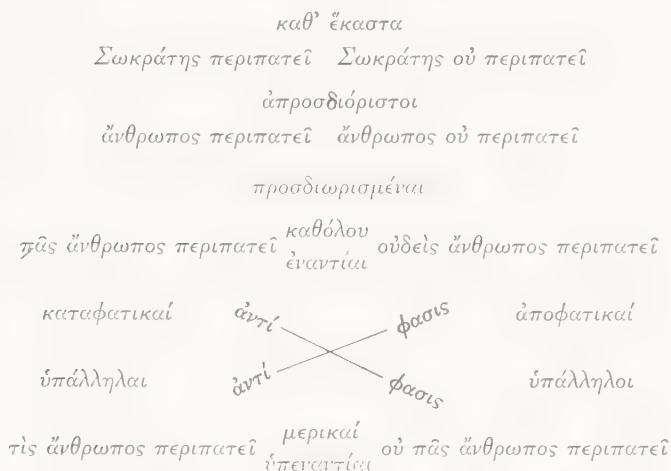 καθ’ ἕκαστα
Σωκράτης περιπατεῖ Σωκράτης οὐ περιπατεῖ
ἀπροσδιόριστοι
ἄνθρωπος περιπατεῖ ἄνθρωπος οὐ περιπατεῖ
προσδιωρισμέναι
πᾶς ἄνθρωπος περιπατεῖ καθόλου οὐδεὶς ἄνθρωπος περιπατεῖ
ἐναντίαι
καταφατικαί ἀντί φασις ἀποφατικαί
ὑπάλληλαι ἀντί φασις ὑπάλληλοι
τὶς ἄνθρωπος περιπατεῖ μερικαί οὐ πᾶς ἄνθρωπος περιπατεῖ
ὑπεναντίαι